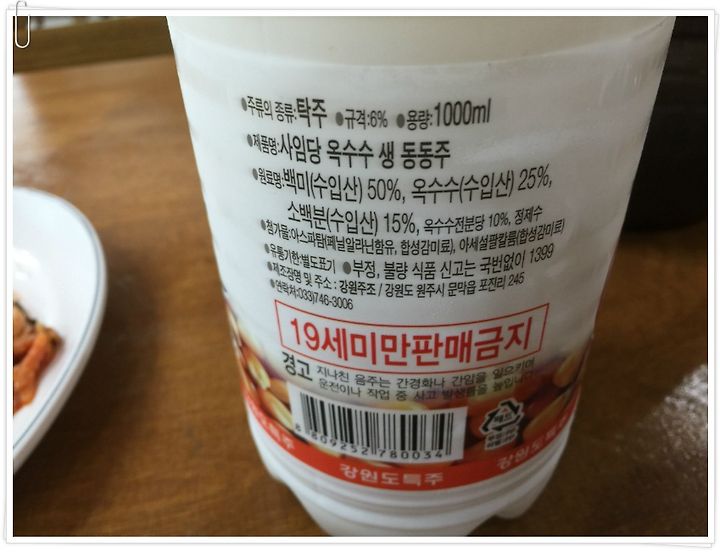 ●주류의 종류:탁주 ●규격:6% ●용량:1000ml
●제품명:사임당 옥수수 생 동동주
●원료명:백미(수입산) 50%, 옥수수(수입산) 25%,
소백분(수입산) 15%, 옥수수전분당 10%, 정제수
●첨가물:아스파탐(페닐알라닌함유, 합성감미료), 아세설팔칼륨(합성감미료)
●유통기한:별도표기 ●부정, 불량 식품 신고는 국번없이 1399
●제조장명 및 주소 : 강원주조 / 강원도 원주시 문막읍 포진리 245
●연락처:033)746-3006
19세미만판매금지
경고 지나친 음주는 간경화나 간암을 일으키며
운전이나 작업 중 사고 발생률을 높입니다
8 809252 780034
페트
강원도특주 강원도특주